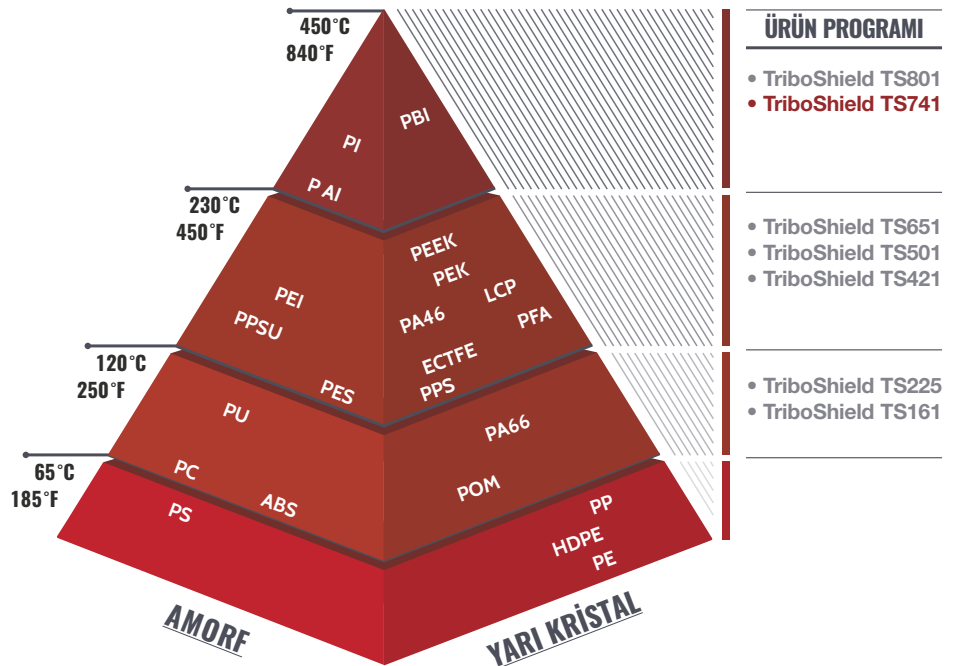 450°C
840°F
230°C
450°F
120°C
250°F
65°C
185°F
PBI
PI
P AI
PEEK
PEK
LCP
PEI
PA46
PFA
PPSU
ECTFE
PES
PPS
PU
PA66
PC
POM
ABS
PS
PP
HDPE
PE
AMORF
YARI KRİSTAL
ÜRÜN PROGRAMI
• TriboShield TS801
• TriboShield TS741
• TriboShield TS651
• TriboShield TS501
• TriboShield TS421
• TriboShield TS225
• TriboShield TS161